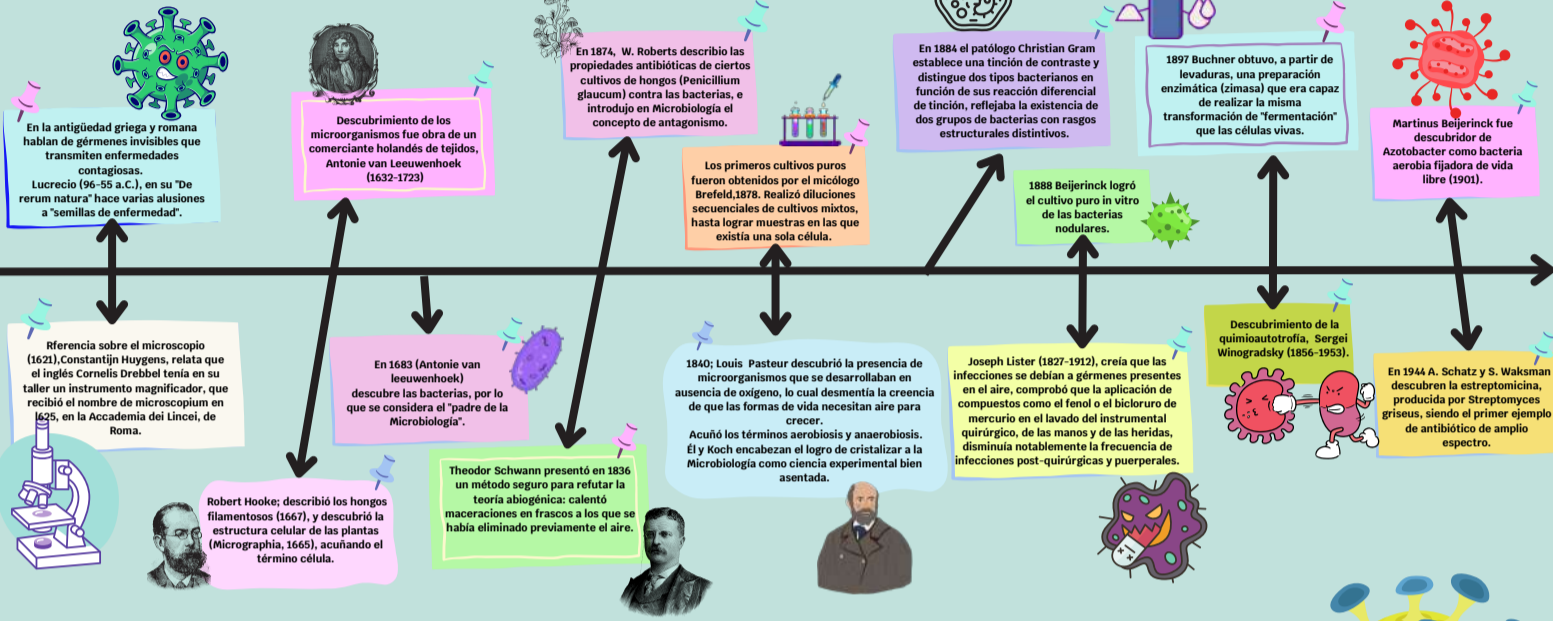 En la antigüedad griega y romana
hablan de gérmenes invisibles que
transmiten enfermedades
contagiosas.
Lucrecio (96-55 a.C.), en su "De
rerum natura" hace varias alusiones
a "semillas de enfermedad".
Descubrimiento de los
microorganismos fue obra de un
comerciante holandés de tejidos,
Antonie van Leeuwenhoek
(1632-1723)
En 1874, W. Roberts describio las
propiedades antibióticas de ciertos
cultivos de hongos (Penicillium
glaucum) contra las bacterias, e
introdujo en Microbiología el
concepto de antagonismo.
Los primeros cultivos puros
fueron obtenidos por el micólogo
Brefeld,1878. Realizó diluciones
secuenciales de cultivos mixtos,
hasta lograr muestras en las que
existía una sola célula.
En 1884 el patólogo Christian Gram
establece una tinción de contraste y
distingue dos tipos bacterianos en
función de sus reacción diferencial
de tinción, reflejaba la existencia de
dos grupos de bacterias con rasgos
estructurales distintivos.
1888 Beijerinck logró
el cultivo puro in vitro
de las bacterias
nodulares.
1897 Buchner obtuvo, a partir de
levaduras, una preparación
enzimática (zimasa) que era capaz
de realizar la misma
transformación de "fermentación"
que las células vivas.
Martinus Beijerinck fue
descubridor de
Azotobacter como bacteria
aerobia fijadora de vida
libre (1901).
Rferencia sobre el microscopio
(1621),Constantijn Huygens, relata que
el inglés Cornelis Drebbel tenía en su
taller un instrumento magnificador, que
recibió el nombre de microscopium en
1625, en la Accademia dei Lincei, de
Roma.
Robert Hooke; describió los hongos
filamentosos (1667), y descubrió la
estructura celular de las plantas
(Micrographia, 1665), acuñando el
término célula.
En 1683 (Antonie van
leeuwenhoek)
descubre las bacterias, por lo
que se considera el "padre de la
Microbiología".
Theodor Schwann presentó en 1836
un método seguro para refutar la
teoría abiogénica: calentó
maceraciones en frascos a los que se
había eliminado previamente el aire.
1840; Louis Pasteur descubrió la presencia de
microorganismos que se desarrollaban en
ausencia de oxígeno, lo cual desmentía la creencia
de que las formas de vida necesitan aire para
crecer.
Acuñó los términos aerobiosis y anaerobiosis.
Él y Koch encabezan el logro de cristalizar a la
Microbiología como ciencia experimental bien
asentada.
Joseph Lister (1827-1912), creía que las
infecciones se debían a gérmenes presentes
en el aire, comprobó que la aplicación de
compuestos como el fenol o el bicloruro de
mercurio en el lavado del instrumental
quirúrgico, de las manos y de las heridas,
disminuía notablemente la frecuencia de
infecciones post-quirúrgicas y puerperales.
Descubrimiento de la
quimioautotrofía, Sergei
Winogradsky (1856-1953).
En 1944 A. Schatz y S. Waksman
descubren la estreptomicina,
producida por Streptomyces
griseus, siendo el primer ejemplo
de antibiótico de amplio
espectro.